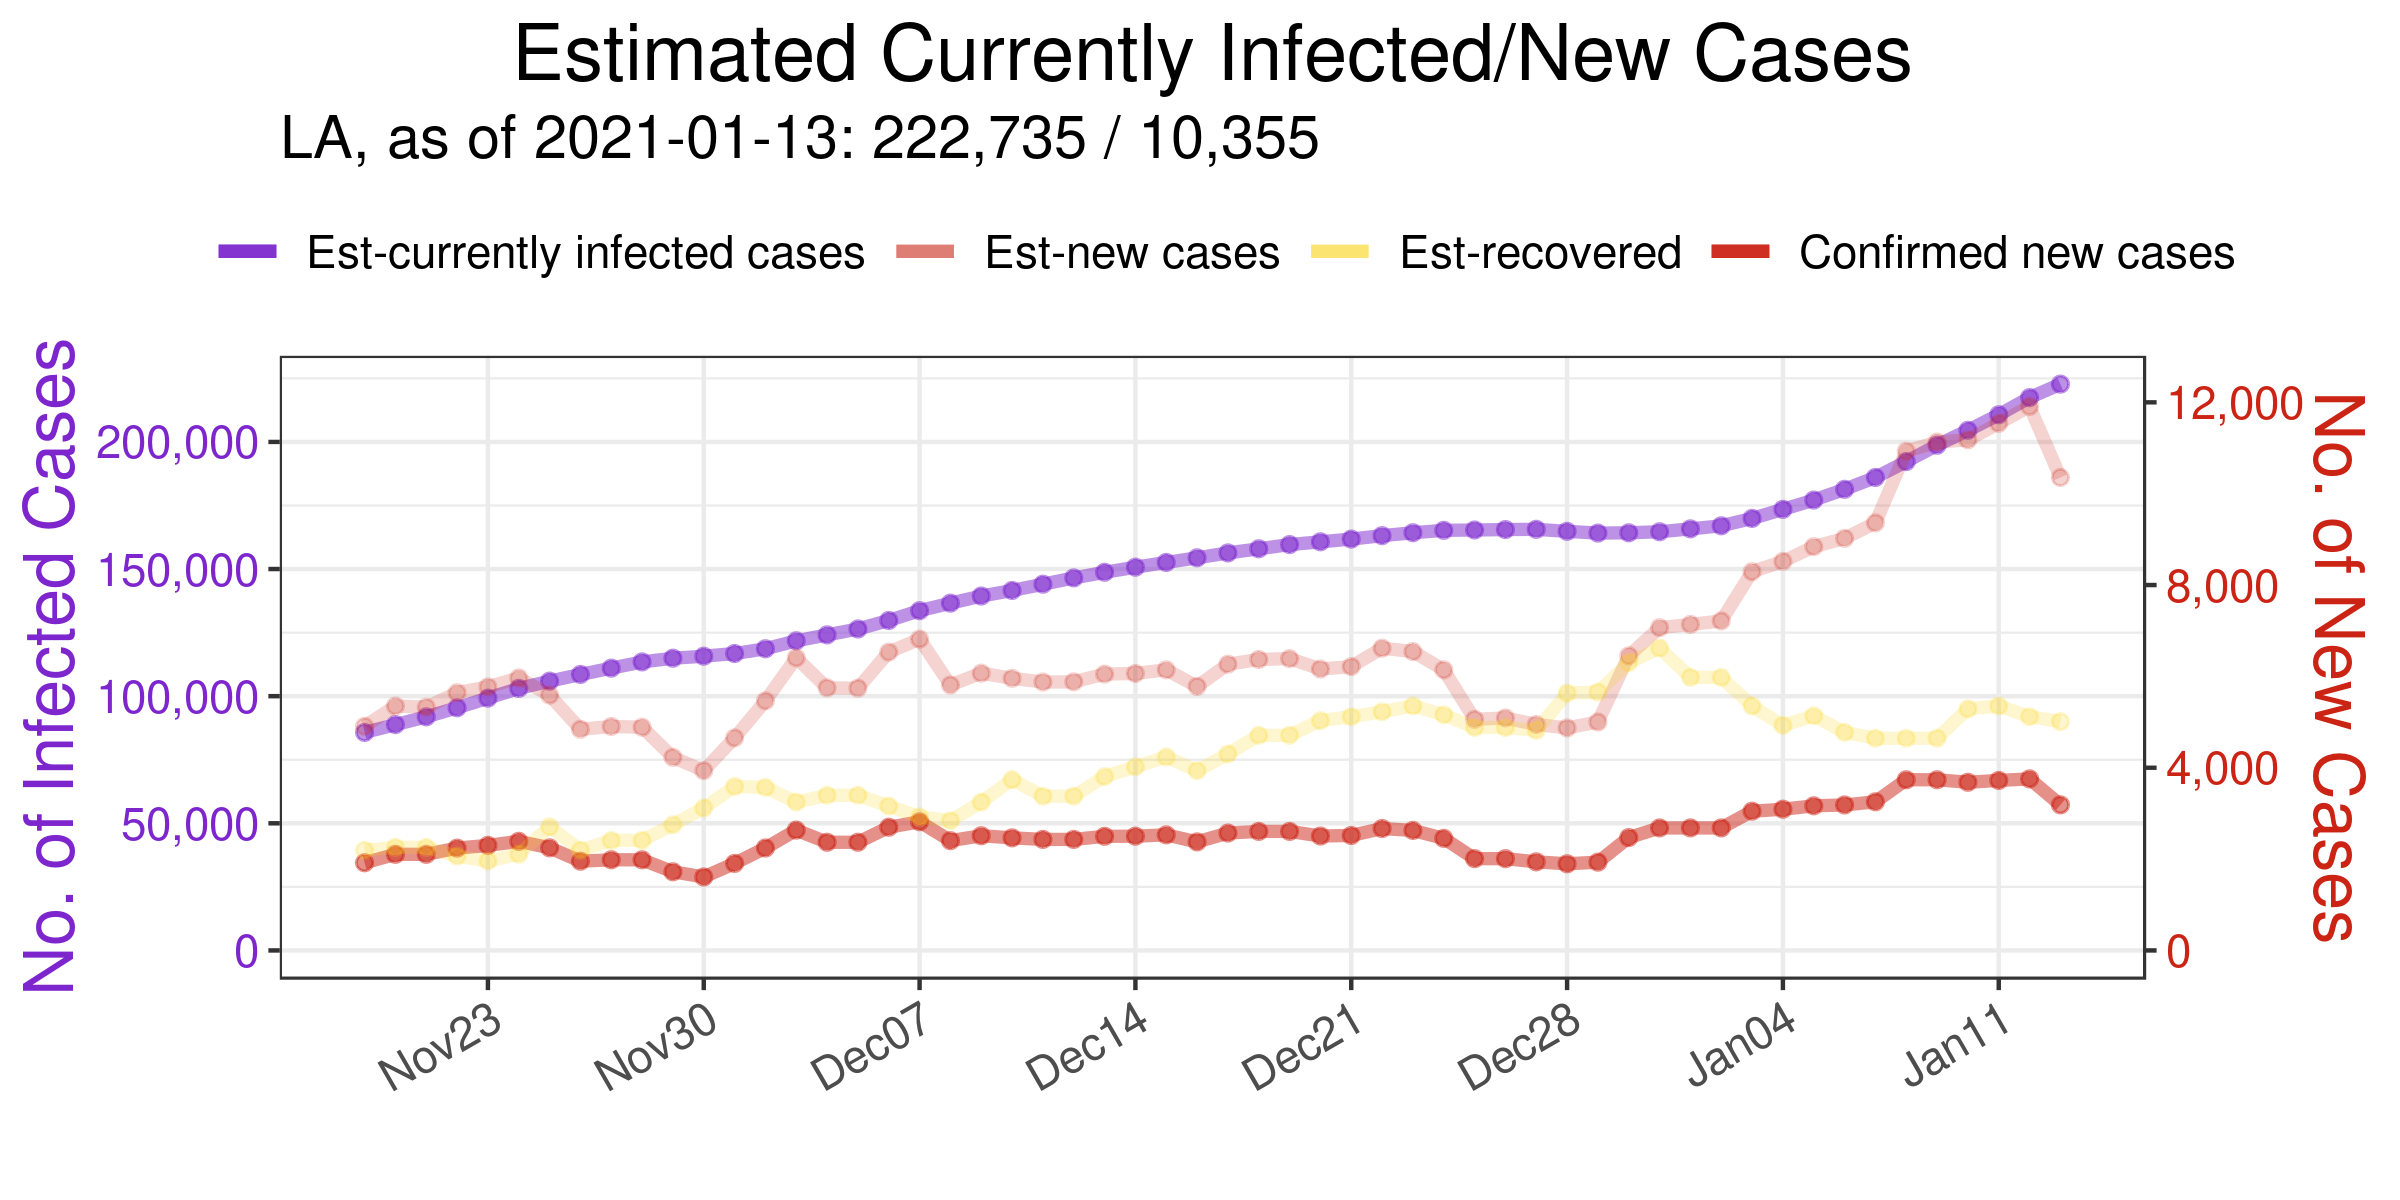 Estimated Currently Infected/New Cases
LA, as of 2021-01-13: 222,735 / 10,355
Est-currently infected cases Est-new cases Est-recovered Confirmed new cases
No. of Infected Cases
200,000
150,000
100,000
50,000
0
12,000
8,000
4,000
0
No. of New Cases
Nov23 Nov30 Dec07 Dec14 Dec21 Dec28 Jan04 Jan11